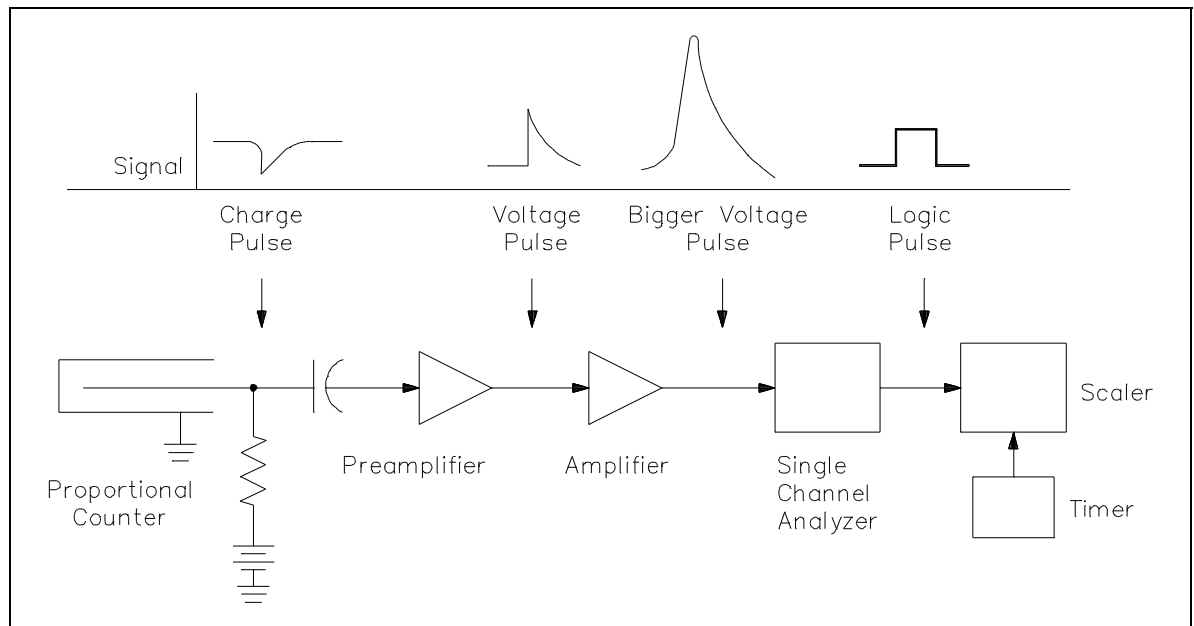 Signal
Charge
Pulse
Voltage
Pulse
Bigger Voltage
Pulse
Logic
Pulse
Scaler
Preamplifier
Amplifier
Single
Channel
Analyzer
Proportional
Counter
Timer